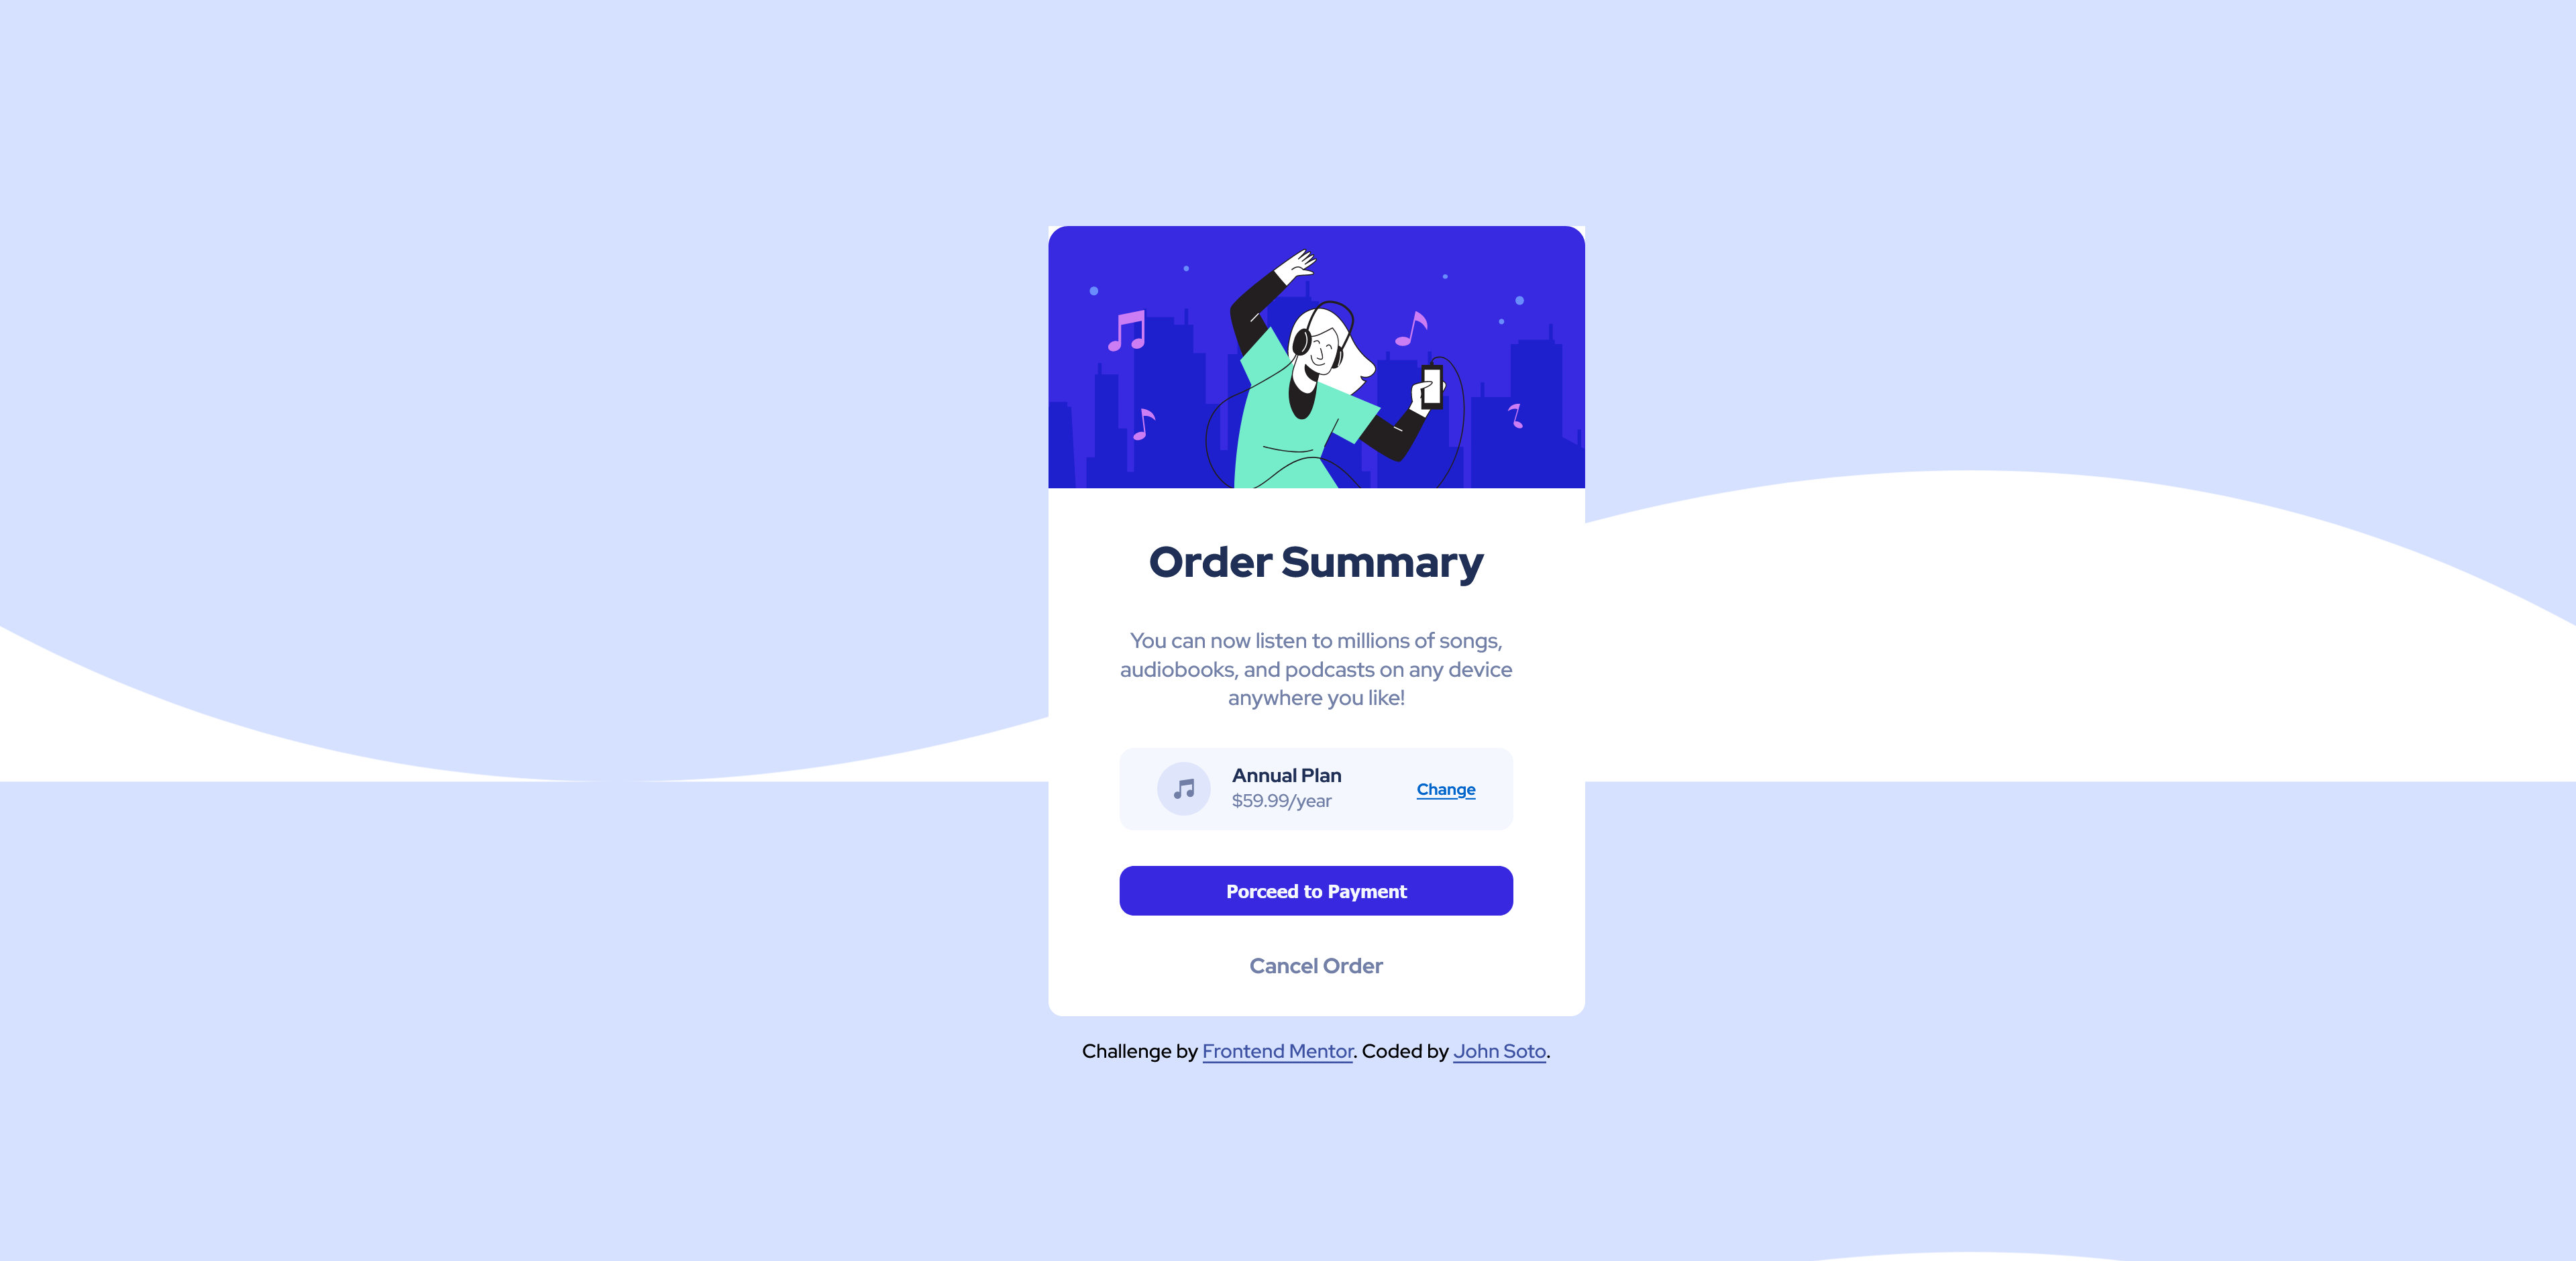 Order Summary
You can now listen to millions of songs,
audiobooks, and podcasts on any device
anywhere you like!
Annual Plan
$59.99/year
Change
Porceed to Payment
Cancel Order
Challenge by Frontend Mentor. Coded by John Soto.